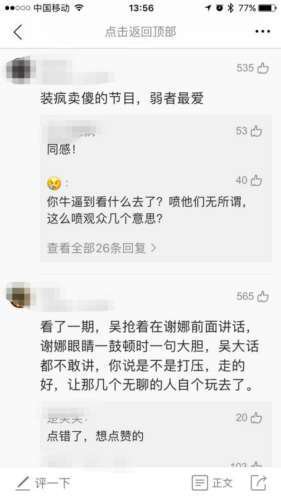 中国移动 13:56 77%
点击返回顶部
535
装疯卖傻的节目，弱者最爱
53
同感！
：
40
你牛逼到看什么去了？喷他们无所谓，
这么喷观众几个意思？
查看全部26条回复 >
565
看了一期，吴抢着在谢娜前面讲话，
谢娜眼睛一鼓顿时一句大胆，吴大话
都不敢讲，你说是不是打压，走的
好，让那几个无聊的人自个玩去了。
20
点错了，想点赞的
评一下
正文